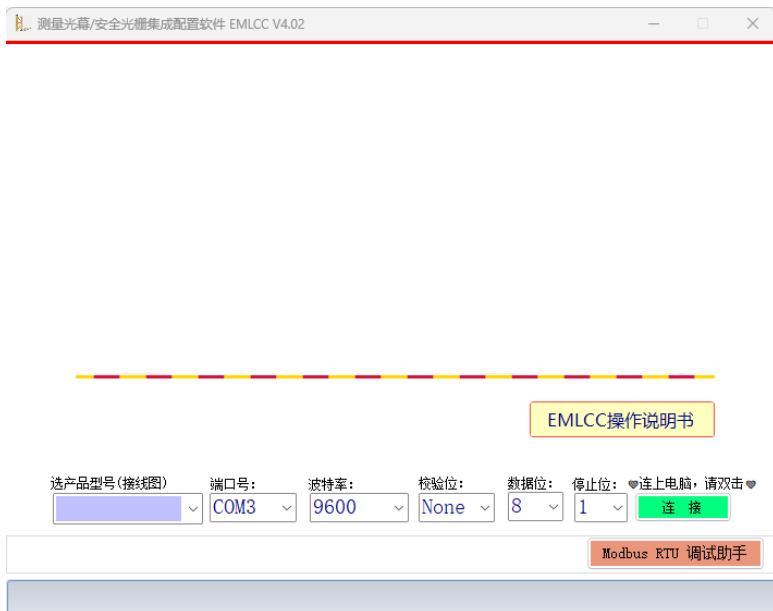 测量光幕/安全光栅集成配置软件 EMLCC V4.02
EMLCC操作说明书
选产品型号(接线图) 端口号: 波特率: 校验位: 数据位: 停止位: ♥连上电脑，请双击♥
COM3 9600 None 8 1 连 接
Modbus RTU 调试助手